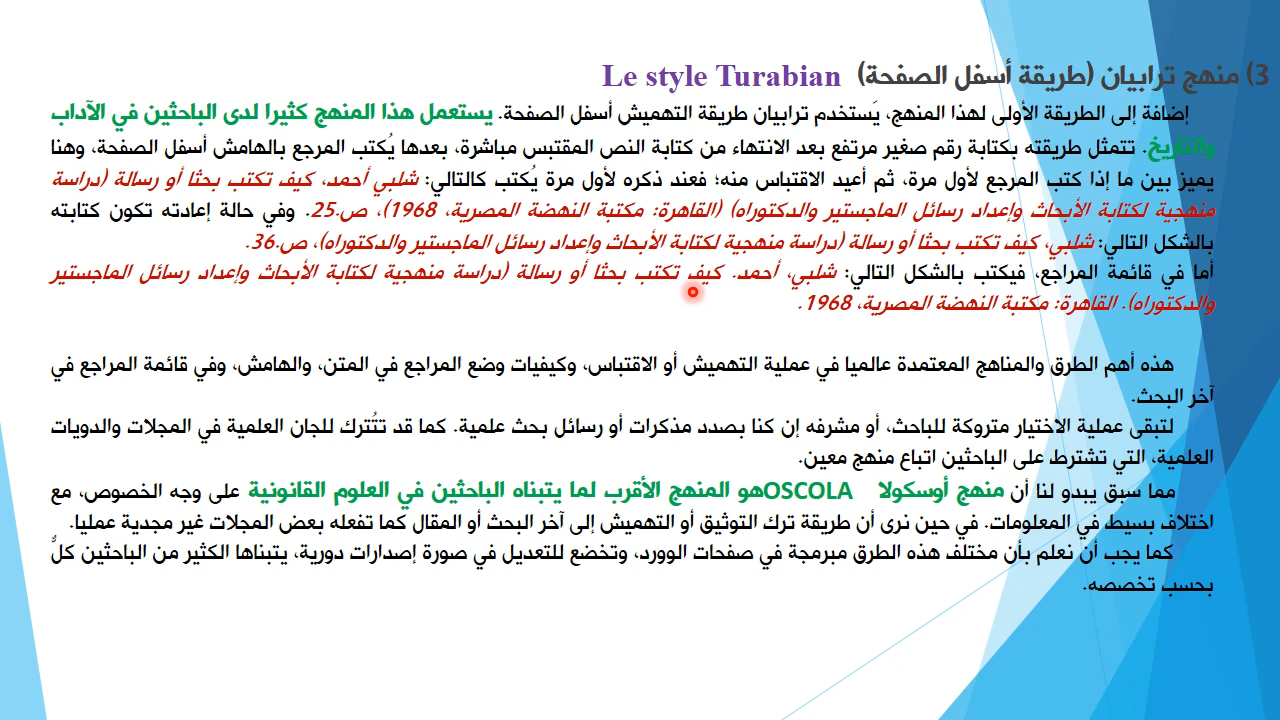 3) منهج ترابيان (طريقة أسفل الصفحة) Le style Turabian
إضافة إلى الطريقة الأولى لهذا المنهج، يَستخدم ترابيان طريقة التهميش أسفل الصفحة. يستعمل هذا المنهج كثيرا لدى الباحثين في الآداب
والتاريخ. تتمثل طريقته بكتابة رقم صغير مرتفع بعد الانتهاء من كتابة النص المقتبس مباشرة، بعدها يُكتب المرجع بالهامش أسفل الصفحة، وهنا
يميز بين ما إذا كتب المرجع لأول مرة، ثم أعيد الاقتباس منه؛ فعند ذكره لأول مرة يُكتب كالتالي: شلبي أحمد، كيف تكتب بحثا أو رسالة (دراسة
منهجية لكتابة الأبحاث وإعداد رسائل الماجستير والدكتوراه) (القاهرة: مكتبة النهضة المصرية، 1968)، ص.25. وفي حالة إعادته تكون كتابته
بالشكل التالي: شلبي، كيف تكتب بحثا أو رسالة (دراسة منهجية لكتابة الأبحاث وإعداد رسائل الماجستير والدكتوراه)، ص.36.
أما في قائمة المراجع، فيكتب بالشكل التالي: شلبي، أحمد. كيف تكتب بحثا أو رسالة (دراسة منهجية لكتابة الأبحاث وإعداد رسائل الماجستير
والدكتوراه). القاهرة: مكتبة النهضة المصرية، 1968.
هذه أهم الطرق والمناهج المعتمدة عالميا في عملية التهميش أو الاقتباس، وكيفيات وضع المراجع في المتن، والهامش، وفي قائمة المراجع في
آخر البحث.
لتبقى عملية الاختيار متروكة للباحث، أو مشرفه إن كنا بصدد مذكرات أو رسائل بحث علمية. كما قد تُترك للجان العلمية في المجلات والدويات
العلمية، التي تشترط على الباحثين اتباع منهج معين.
مما سبق يبدو لنا أن منهج أوسكولا OSCOLAهو المنهج الأقرب لما يتبناه الباحثين في العلوم القانونية على وجه الخصوص، مع
اختلاف بسيط في المعلومات. في حين نرى أن طريقة ترك التوثيق أو التهميش إلى آخر البحث أو المقال كما تفعله بعض المجلات غير مجدية عمليا.
كما يجب أن نعلم بأن مختلف هذه الطرق مبرمجة في صفحات الوورد، وتخضع للتعديل في صورة إصدارات دورية، يتبناها الكثير من الباحثين كلٌّ
بحسب تخصصه.